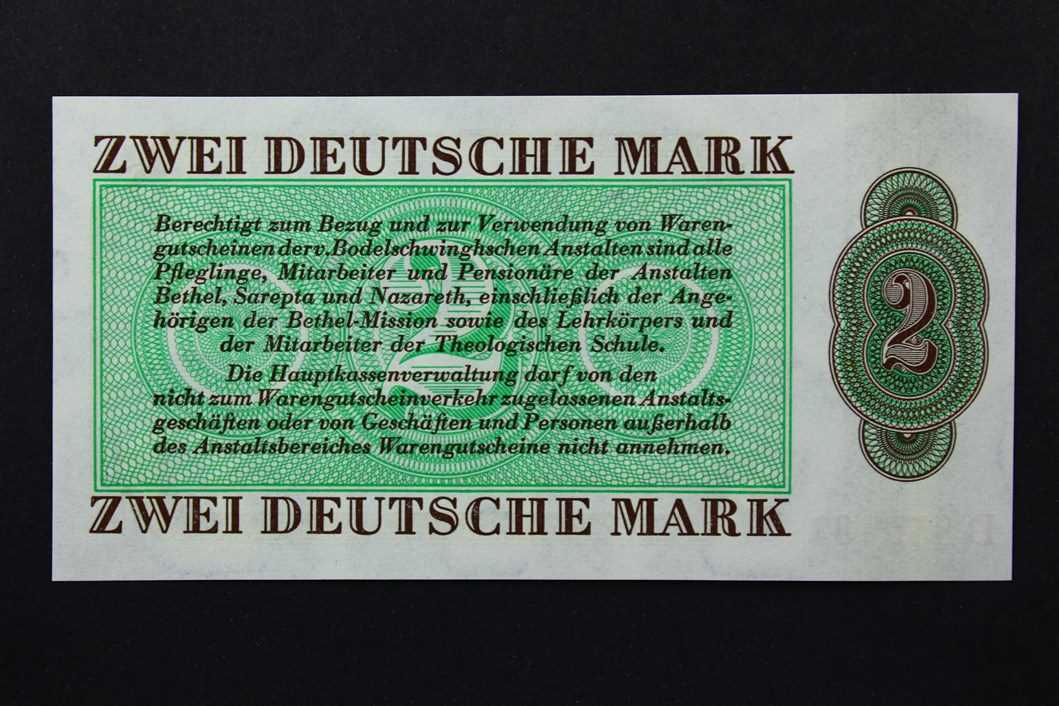 ZWEI DEUTSCHE MARK
Berechtigt zum Bezug und zur Verwendung von Waren-
gutscheinen der v. Bodelschwinghschen Anstalten sind alle
Pfleglinge, Mitarbeiter und Pensionäre der Anstalten
Bethel, Sarepta und Nazareth, einschließlich der Ange-
hörigen der Bethel-Mission sowie des Lehrkörpers und
der Mitarbeiter der Theologischen Schule.
Die Hauptkassenverwaltung darf von den
nicht zum Warengutscheinverkehr zugelassenen Anstalts-
geschäften oder von Geschäften und Personen außerhalb
des Anstaltsbereiches Warengutscheine nicht annehmen.
2
ZWEI DEUTSCHE MARK
2